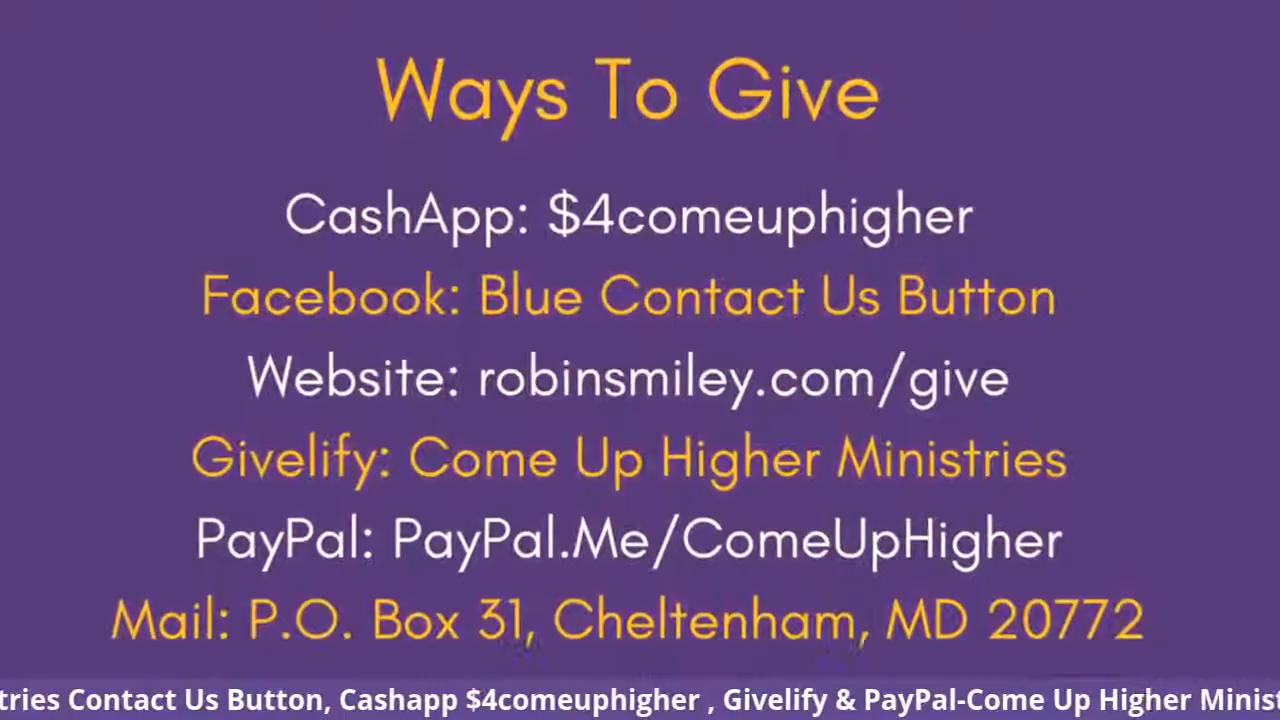 Ways To Give
CashApp: $4comeuphigher
Facebook: Blue Contact Us Button
Website: robinsmiley.com/give
Givelify: Come Up Higher Ministries
PayPal: PayPal.Me/ComeUpHigher
Mail: P.O. Box 31, Cheltenham, MD 20772
tries Contact Us Button, Cashapp $4comeuphigher , Givelify & PayPal-Come Up Higher Minist